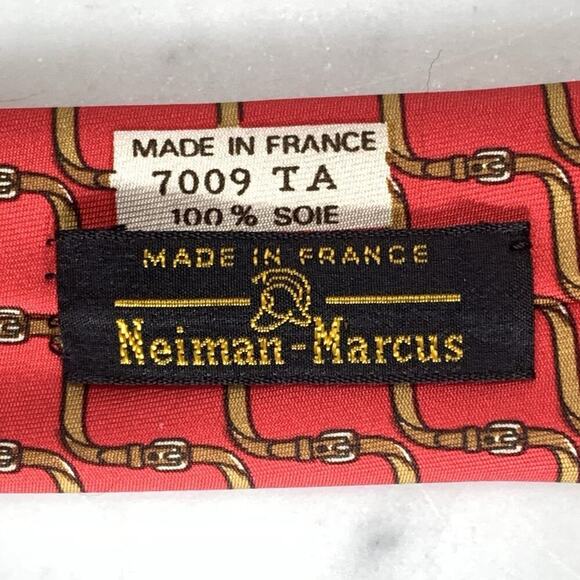 MADE IN FRANCE
7009 TA
100% SOIE
MADE IN FRANCE
Neiman-Marcus